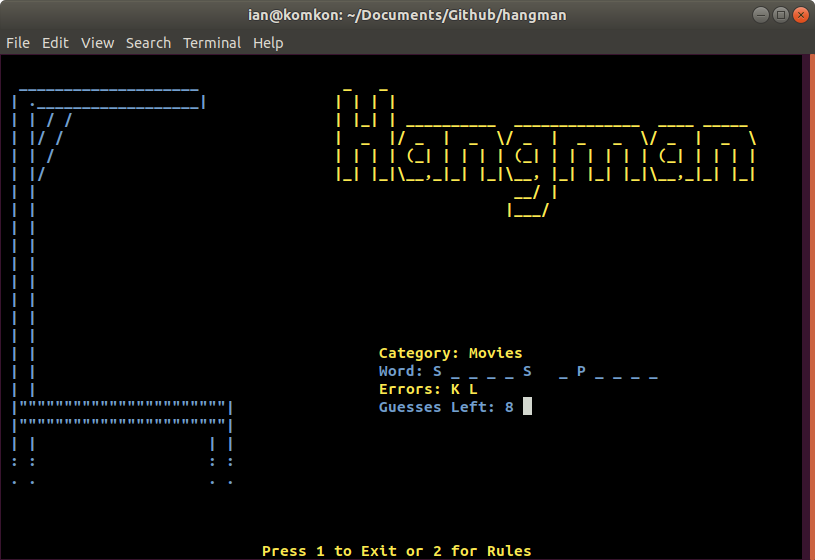 ian@komkon: ~/Documents/Github/hangman
File Edit View Search Terminal Help
Hangman
Category: Movies
Word: S _ _ _ _ S   _ P _ _ _ _
Errors: K L
Guesses Left: 8
Press 1 to Exit or 2 for Rules